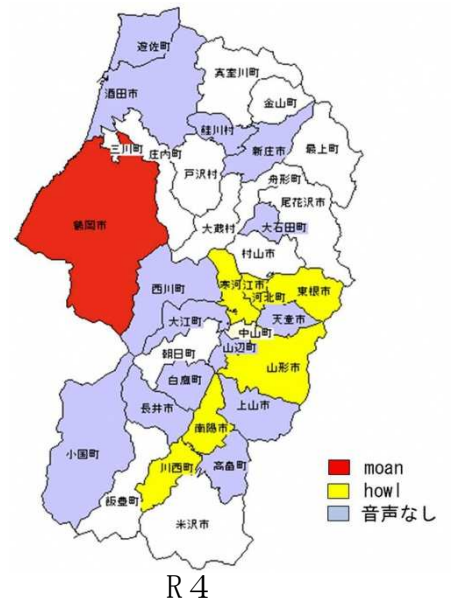 遊佐町
真室川町
酒田市
金山町
鮭川村
新庄市
最上町
三川町
庄内町
戸沢村
舟形町
尾花沢市
鶴岡市
大蔵村
大石田町
村山市
西川町
寒河江市
河北町
東根市
大江町
天童市
中山町
朝日町
山辺町
山形市
白鷹町
長井市
上山市
南陽市
小国町
川西町
高畠町
飯豊町
米沢市
moan
howl
音声なし
R4